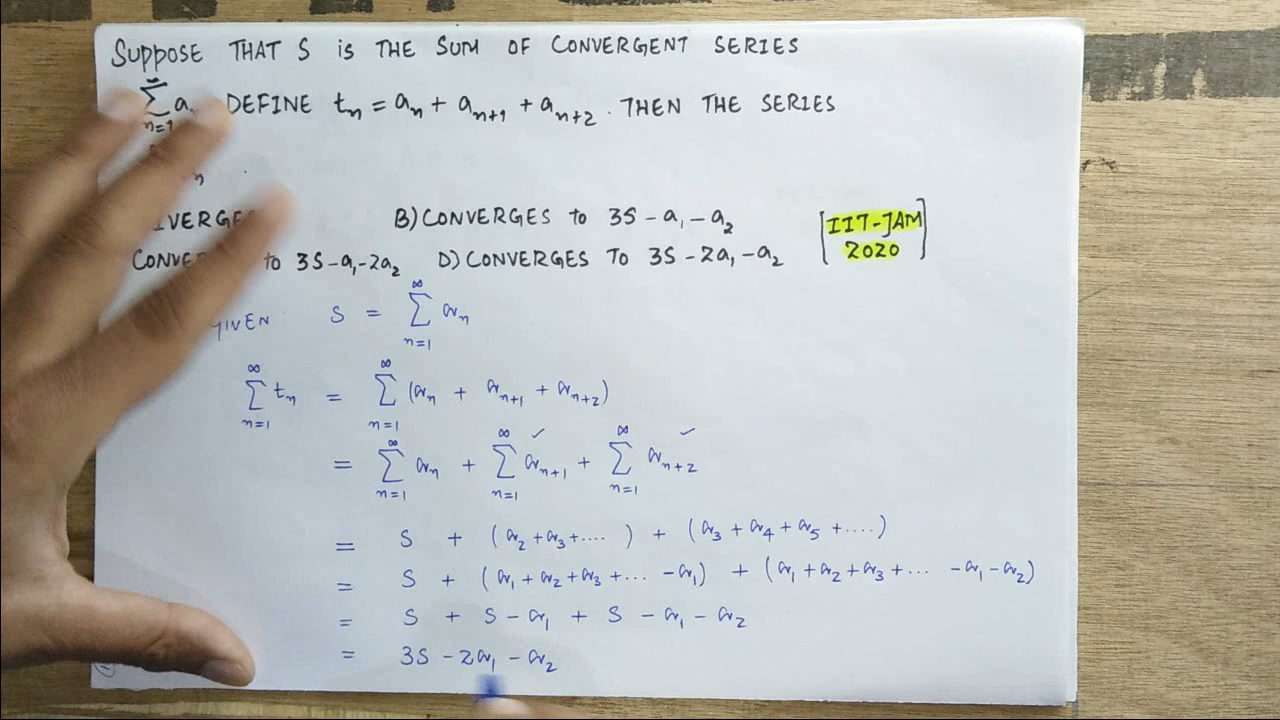 SUPPOSE THAT S iS THE SUM OF CONVERGENT SERIES
∞∑n=1 a DEFINE tₙ = aₙ + aₙ₊₁ + aₙ₊₂. THEN THE SERIES
n
B) CONVERGES to 3S - a₁ - a₂ [IIT-JAM
to 3S - a₁ - 2a₂ D) CONVERGES TO 3S - 2a₁ - a₂ 2020]
GIVEN S = ∞∑n=1 aₙ
∞∑n=1 tₙ = ∞∑n=1 (aₙ + aₙ₊₁ + aₙ₊₂)
= ∞∑n=1 aₙ + ∞∑n=1 aₙ₊₁ ✓ + ∞∑n=1 aₙ₊₂ ✓
= S + (a₂ + a₃ + ....) + (a₃ + a₄ + a₅ + ....)
= S + (a₁ + a₂ + a₃ + ... - a₁) + (a₁ + a₂ + a₃ + ... - a₁ - a₂)
= S + S - a₁ + S - a₁ - a₂
= 3S - 2a₁ - a₂